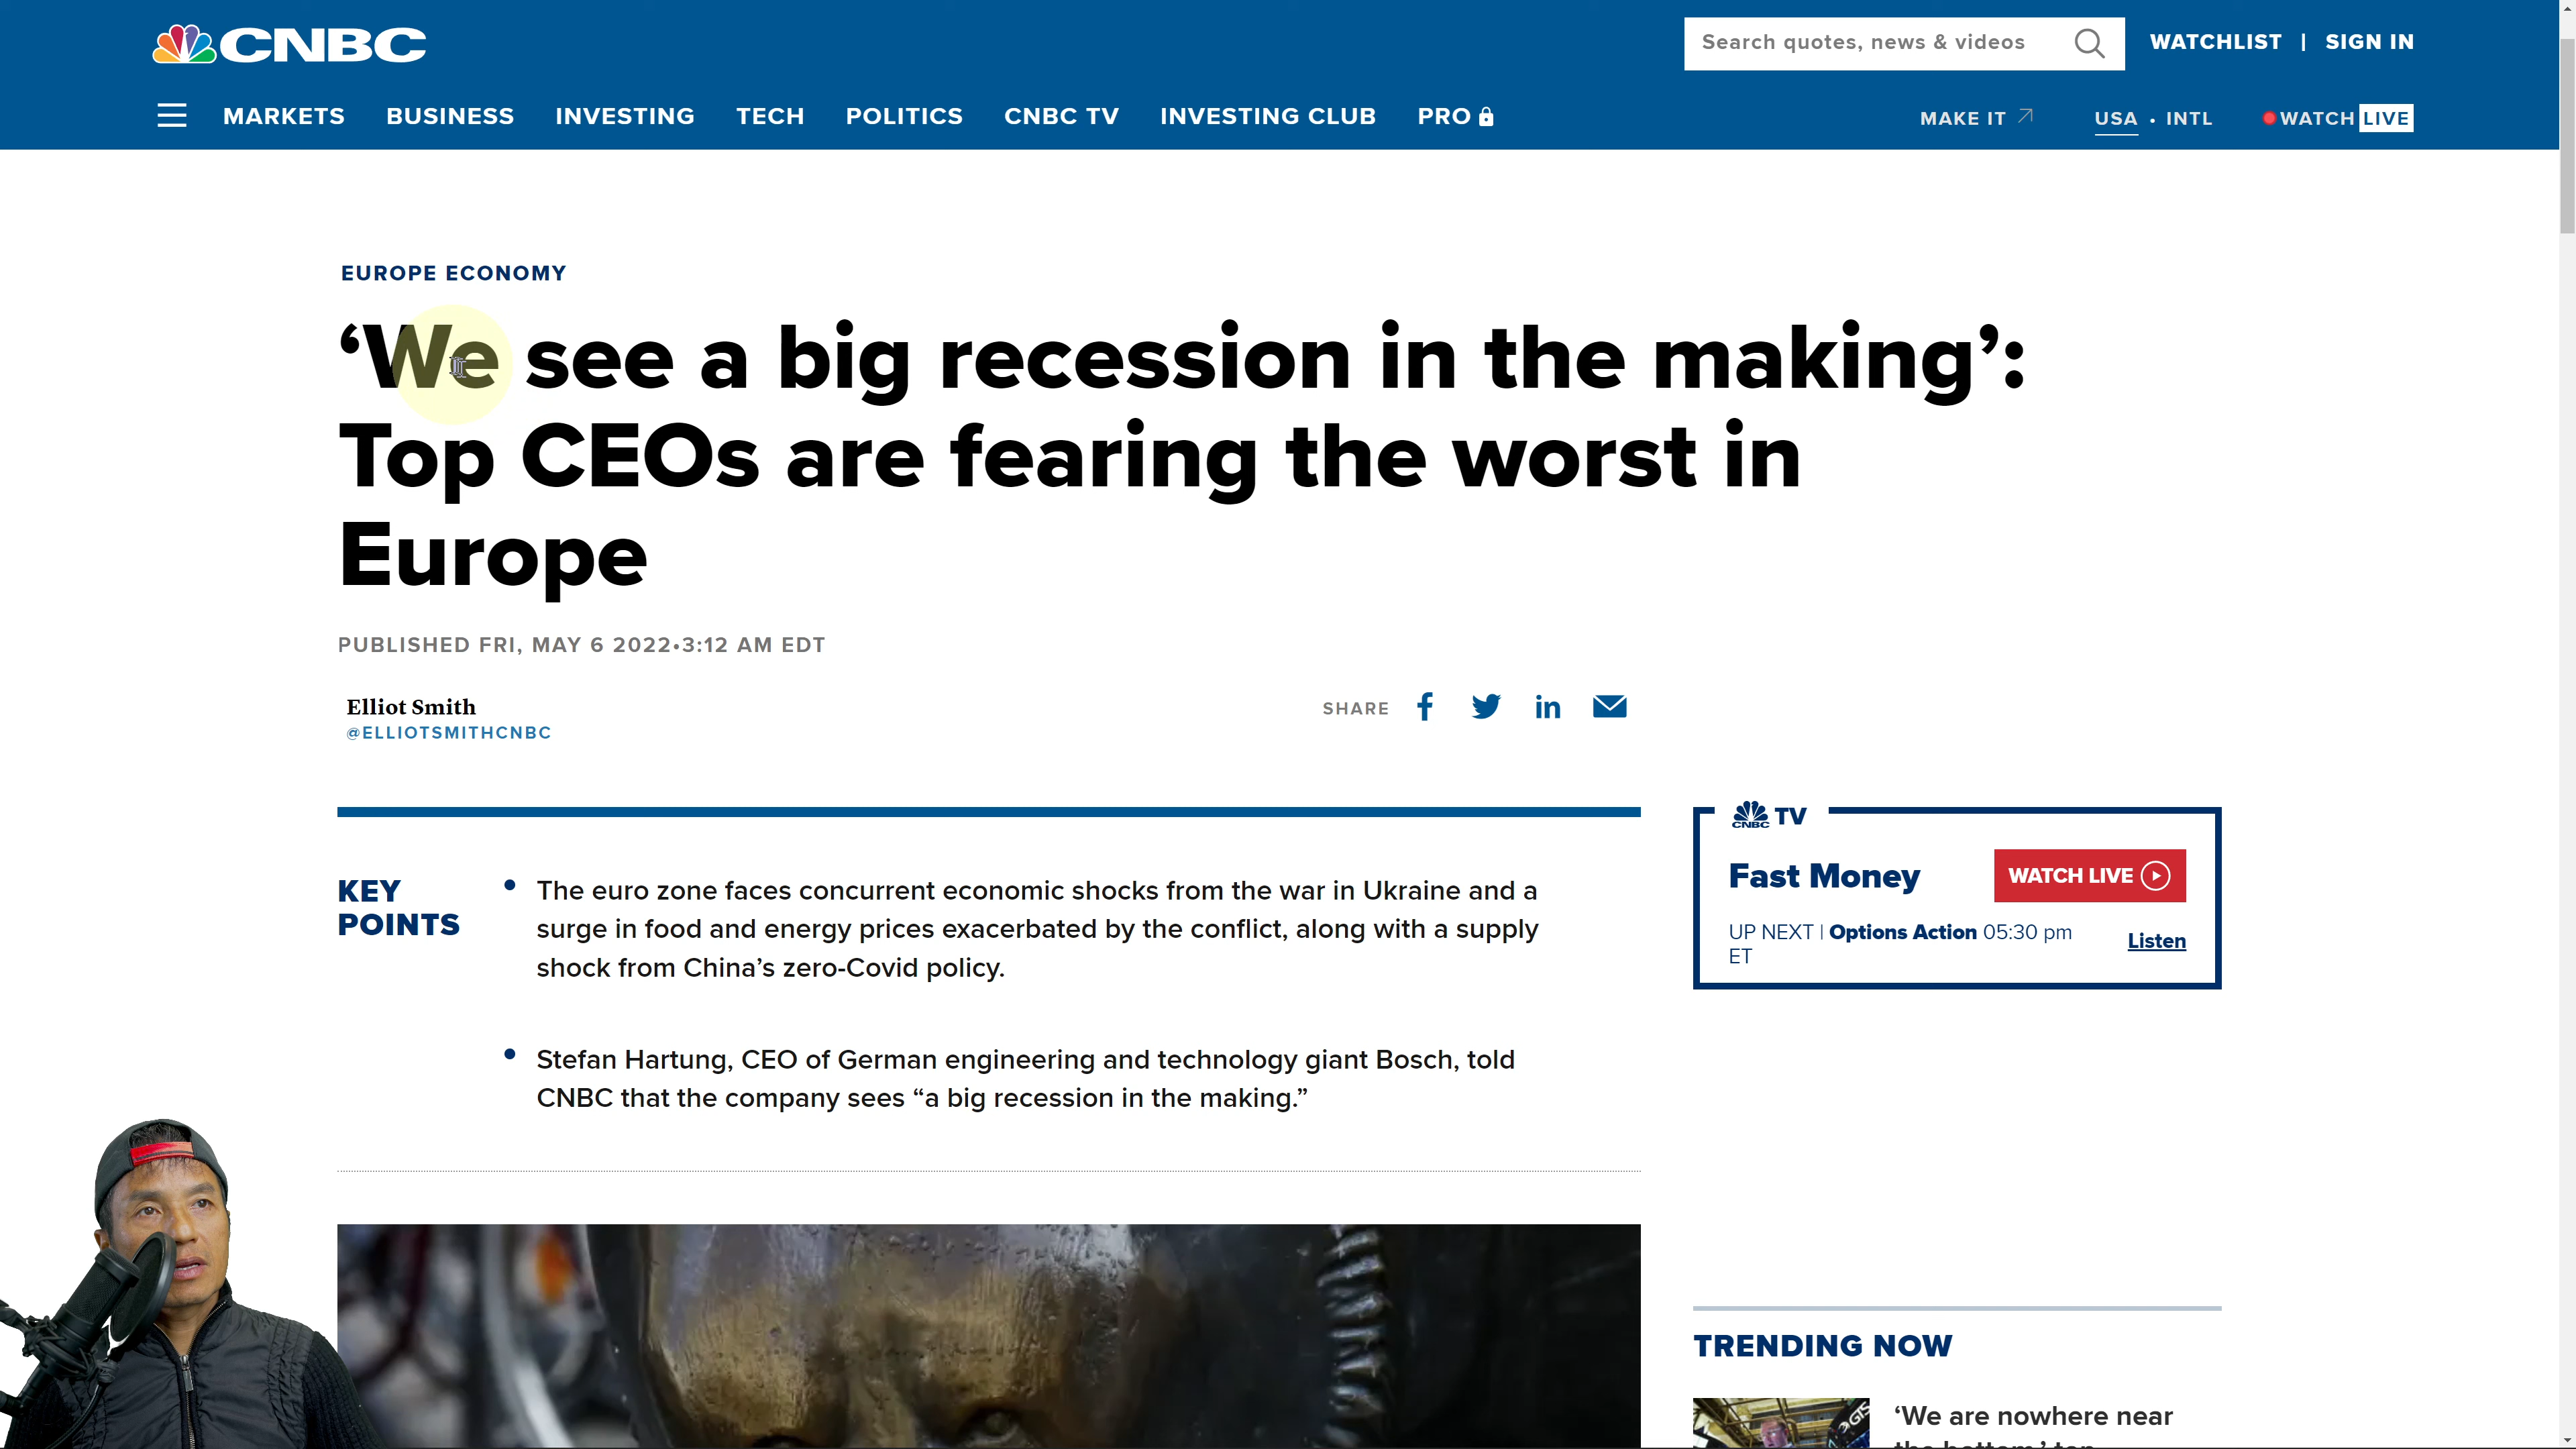 CNBC
Search quotes, news & videos
WATCHLIST | SIGN IN
MARKETS BUSINESS INVESTING TECH POLITICS CNBC TV INVESTING CLUB PRO
MAKE IT USA • INTL WATCH LIVE
EUROPE ECONOMY
‘We see a big recession in the making’:
Top CEOs are fearing the worst in
Europe
PUBLISHED FRI, MAY 6 2022•3:12 AM EDT
Elliot Smith
@ELLIOTSMITHCNBC
SHARE
KEY
POINTS
• The euro zone faces concurrent economic shocks from the war in Ukraine and a
surge in food and energy prices exacerbated by the conflict, along with a supply
shock from China’s zero-Covid policy.
• Stefan Hartung, CEO of German engineering and technology giant Bosch, told
CNBC that the company sees “a big recession in the making.”
CNBC TV
Fast Money
WATCH LIVE
UP NEXT | Options Action 05:30 pm
ET
Listen
TRENDING NOW
GTS
‘We are nowhere near
the bottom,’ top